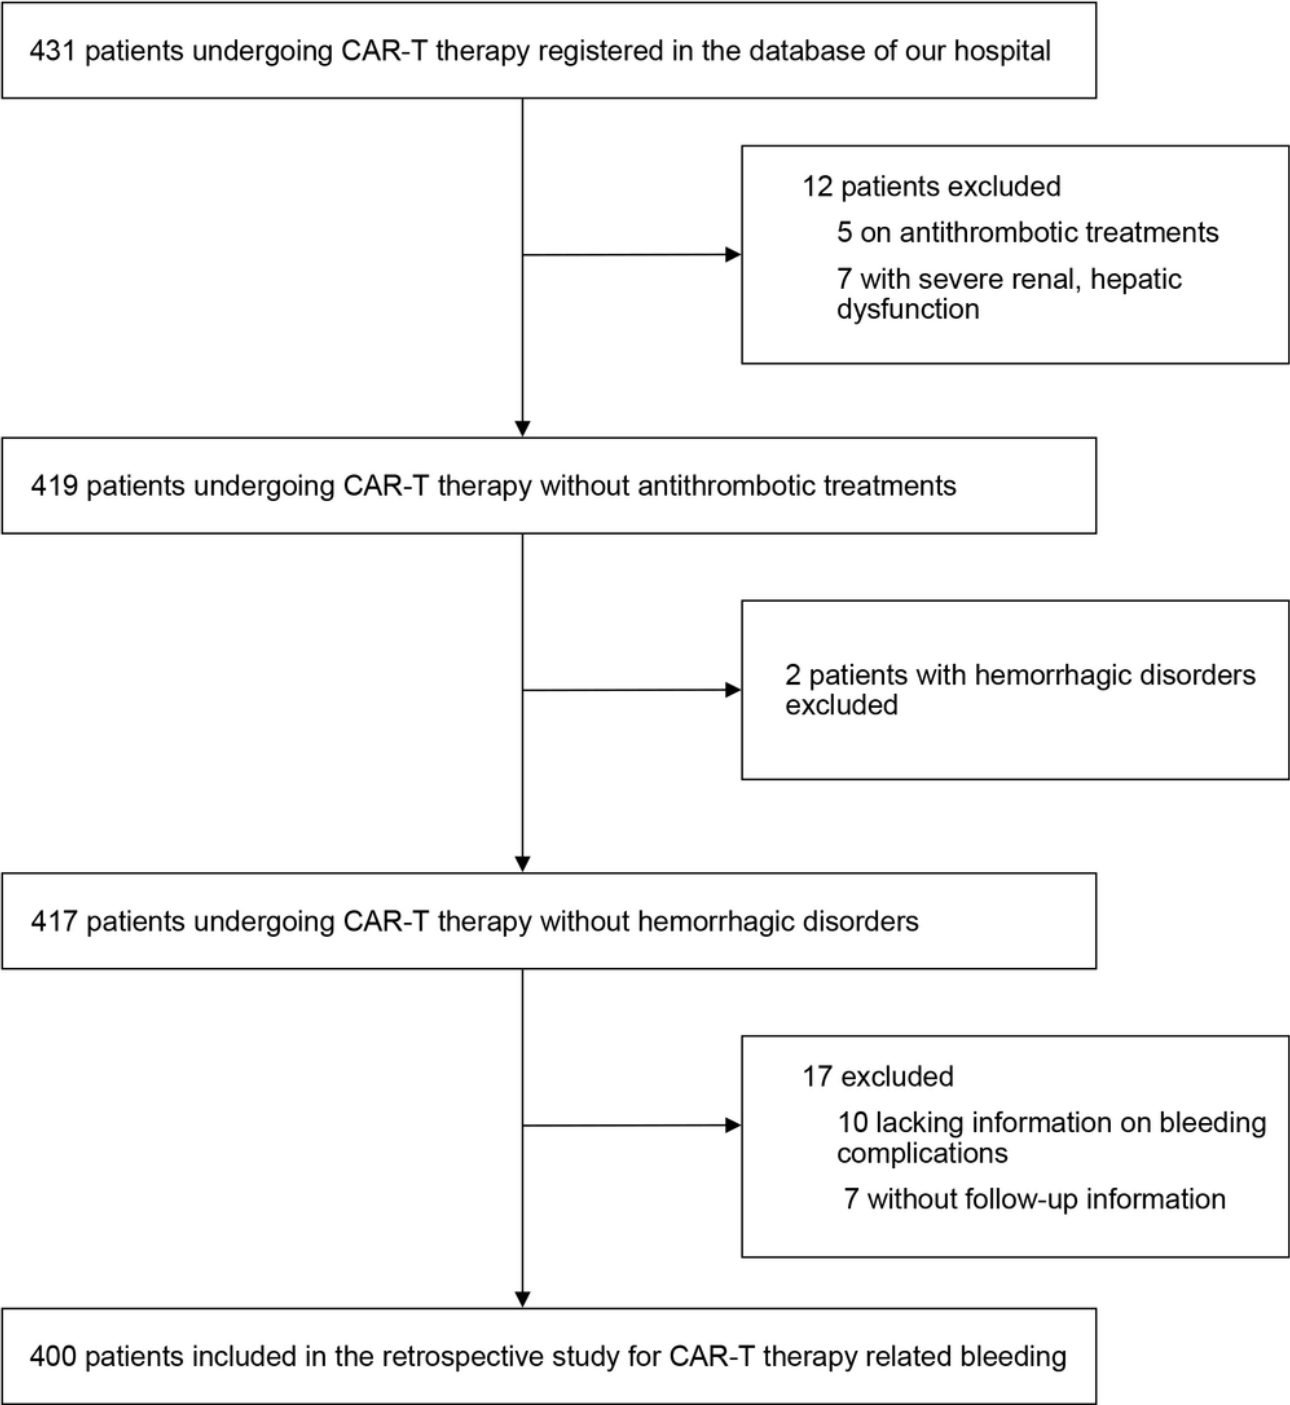 431 patients undergoing CAR-T therapy registered in the database of our hospital
12 patients excluded
5 on antithrombotic treatments
7 with severe renal, hepatic
dysfunction
419 patients undergoing CAR-T therapy without antithrombotic treatments
2 patients with hemorrhagic disorders
excluded
417 patients undergoing CAR-T therapy without hemorrhagic disorders
17 excluded
10 lacking information on bleeding
complications
7 without follow-up information
400 patients included in the retrospective study for CAR-T therapy related bleeding